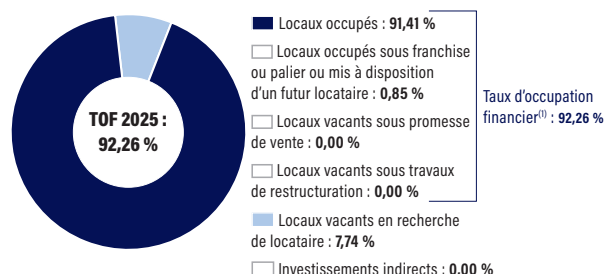 TOF 2025 :
92,26 %
Locaux occupés : 91,41 %
Locaux occupés sous franchise
ou palier ou mis à disposition
d'un futur locataire : 0,85 %
Locaux vacants sous promesse
de vente : 0,00 %
Locaux vacants sous travaux
de restructuration : 0,00 %
Taux d'occupation
financier(1) : 92,26 %
Locaux vacants en recherche
de locataire : 7,74 %
Investissements indirects : 0,00 %